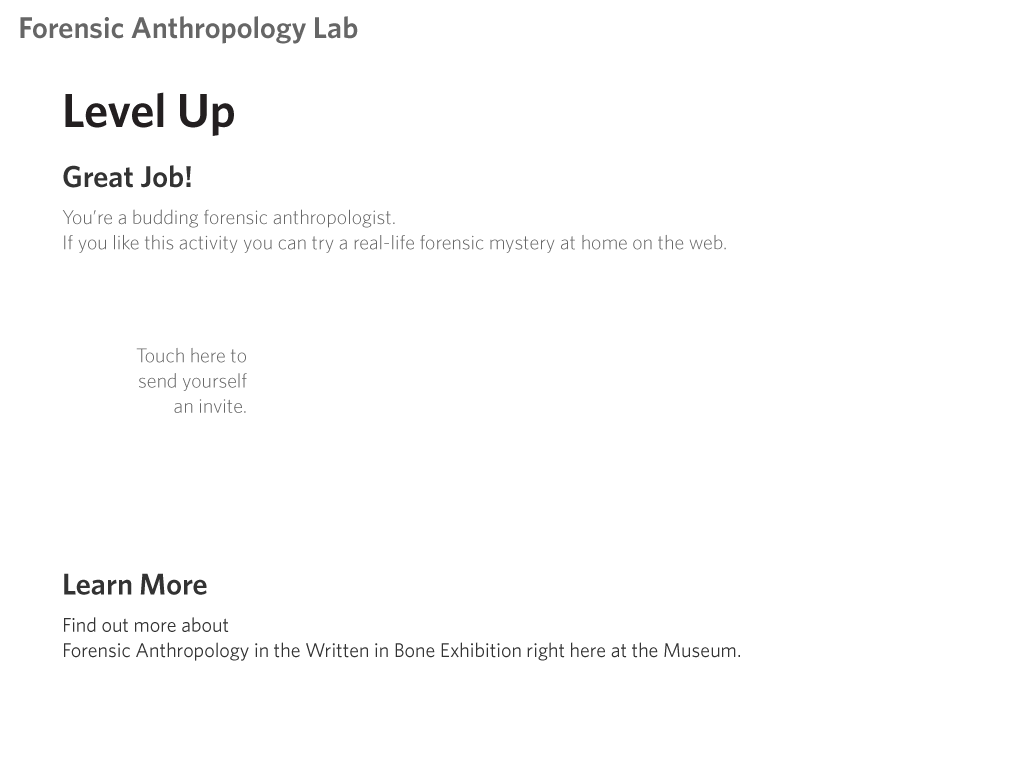 Forensic Anthropology Lab
Level Up
Great Job!
You're a budding forensic anthropologist.
If you like this activity you can try a real-life forensic mystery at home on the web.
Touch here to
send yourself
an invite.
Learn More
Find out more about
Forensic Anthropology in the Written in Bone Exhibition right here at the Museum.